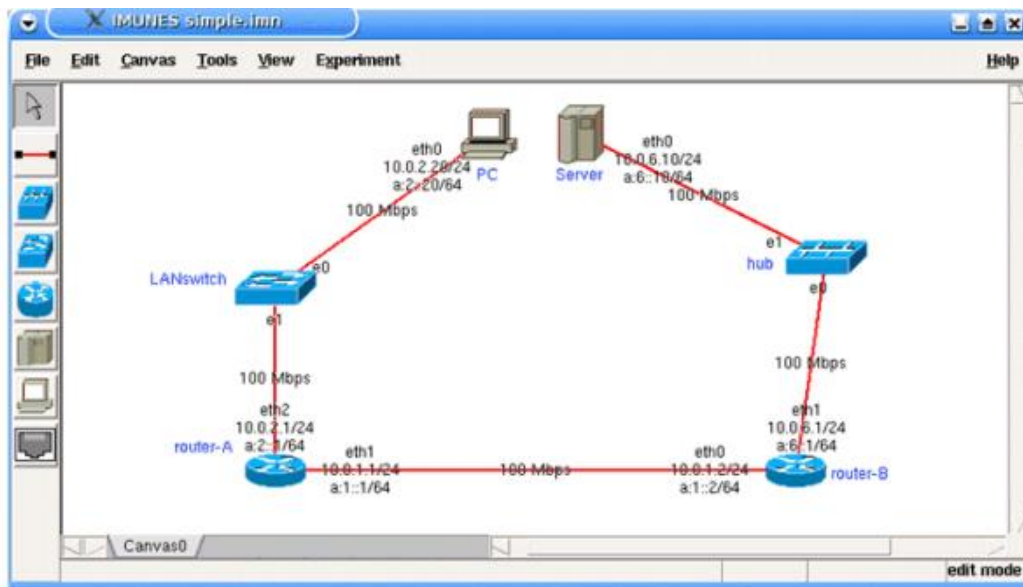 IMUNES simple.imn
File Edit Canvas Tools View Experiment Help
eth0
10.0.2.20/24
a:2::20/64
PC
100 Mbps
eth0
10.0.6.10/24
a:6::10/64
Server
100 Mbps
LANswitch
e0
e1
e1
hub
e0
100 Mbps
eth2
10.0.2.1/24
a:2::1/64
router-A
eth1
10.0.1.1/24
a:1::1/64
100 Mbps
eth0
10.0.1.2/24
a:1::2/64
100 Mbps
eth1
10.0.6.1/24
a:6::1/64
router-B
Canvas0
edit mode